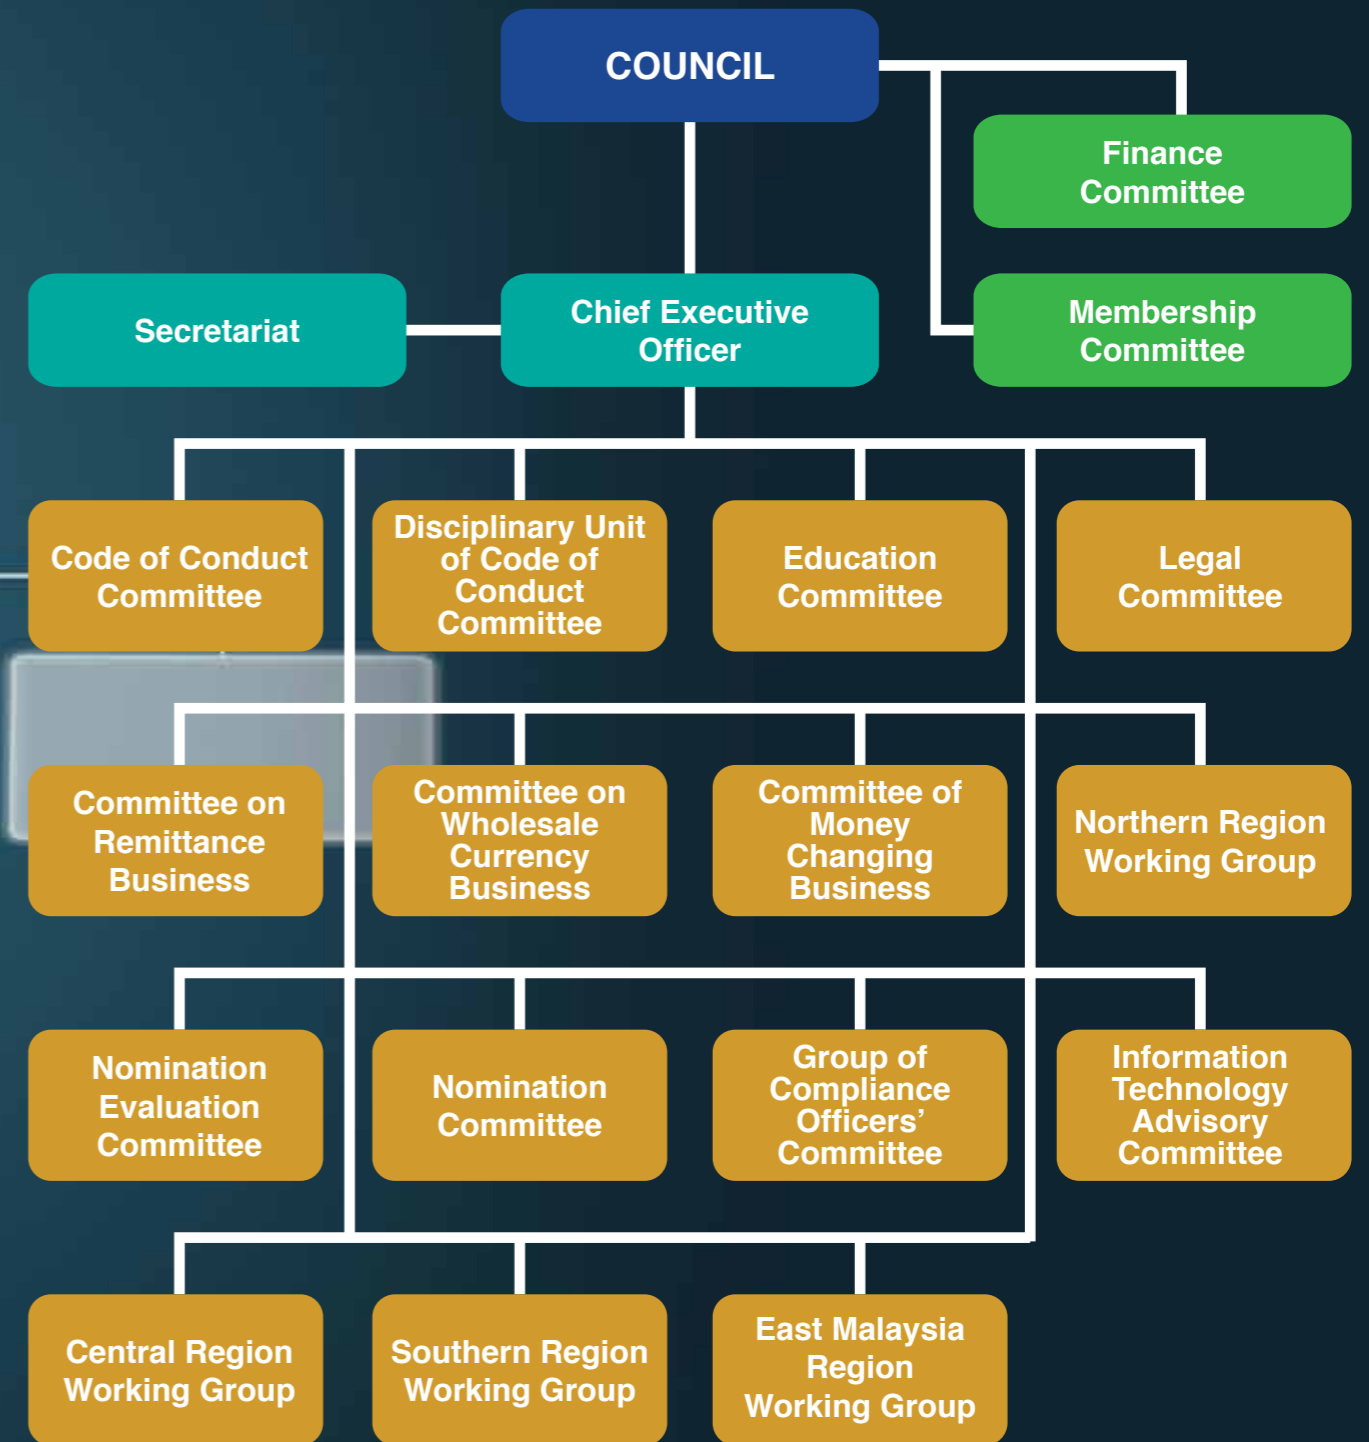 COUNCIL
Finance
Committee
Secretariat
Chief Executive
Officer
Membership
Committee
Code of Conduct
Committee
Disciplinary Unit
of Code of
Conduct
Committee
Education
Committee
Legal
Committee
Committee on
Remittance
Business
Committee on
Wholesale
Currency
Business
Committee of
Money
Changing
Business
Northern Region
Working Group
Nomination
Evaluation
Committee
Nomination
Committee
Group of
Compliance
Officers’
Committee
Information
Technology
Advisory
Committee
Central Region
Working Group
Southern Region
Working Group
East Malaysia
Region
Working Group